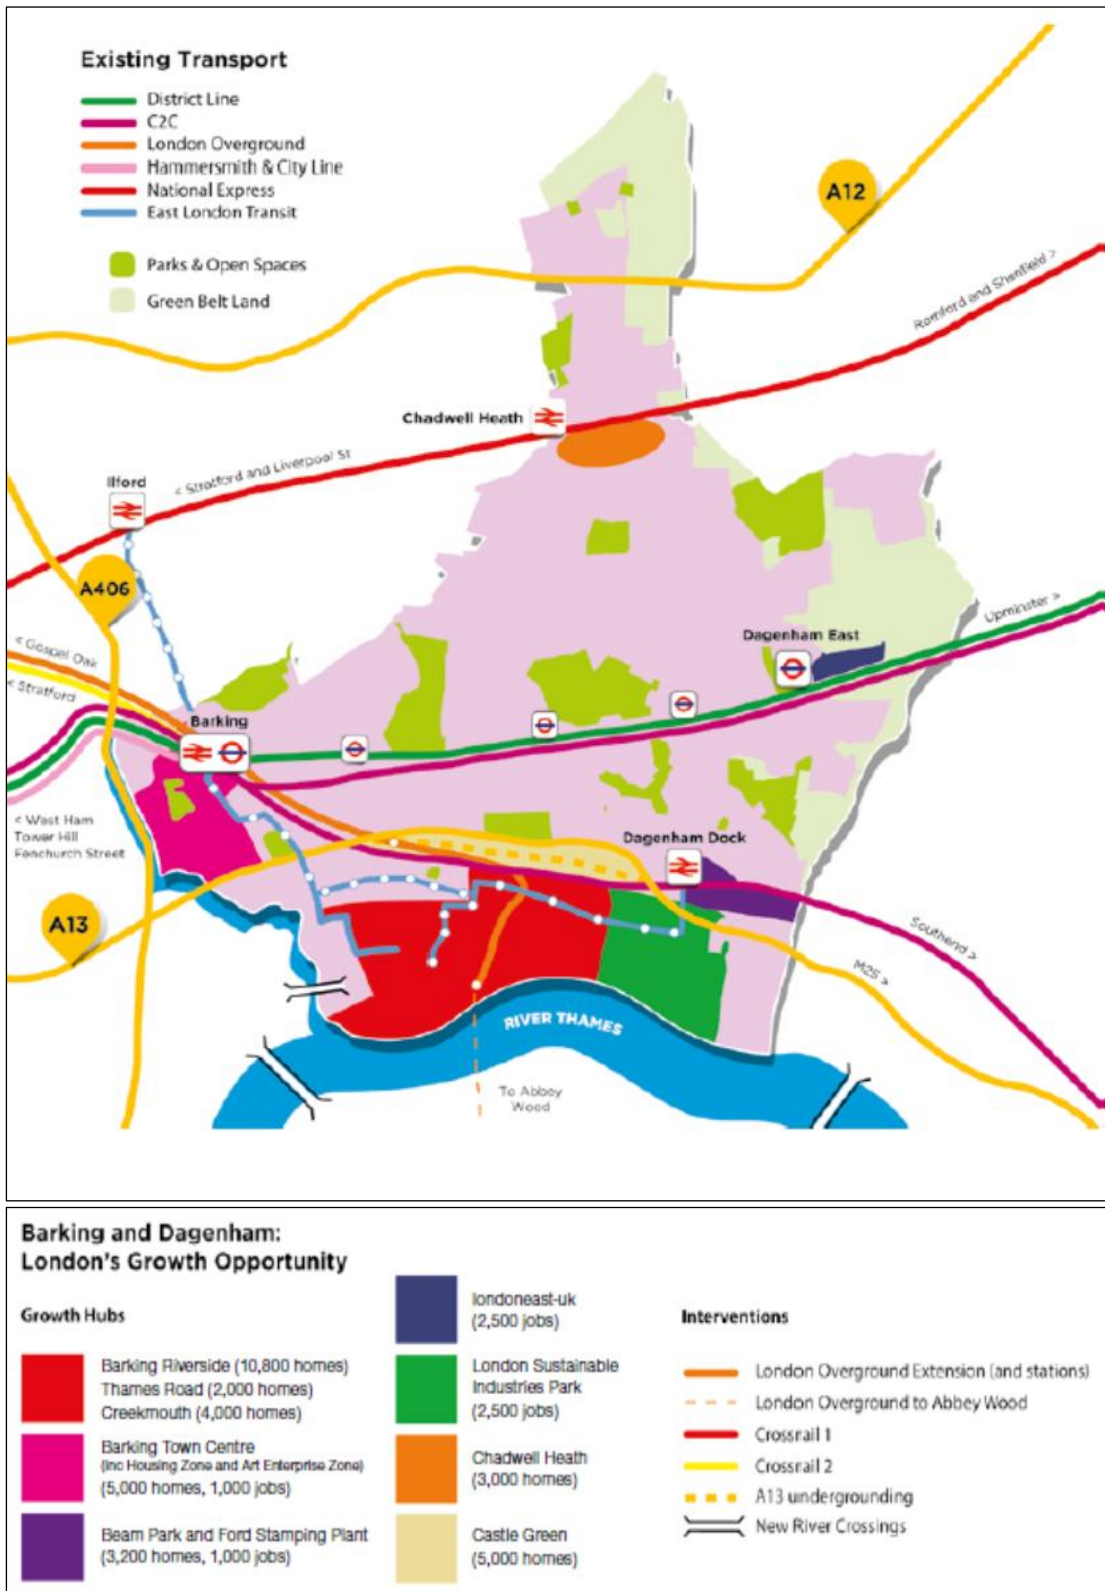 Existing Transport
District Line
C2C
London Overground
Hammersmith & City Line
National Express
East London Transit
Parks & Open Spaces
Green Belt Land
A12
Romford and Shenfield >
Chadwell Heath
< Stratford and Liverpool St
Ilford
A406
Upminster >
Dagenham East
< Gospel Oak
< Stratford
Barking
< West Ham
Tower Hill
Fenchurch Street
Dagenham Dock
A13
Southend >
M25 >
RIVER THAMES
To Abbey
Wood
Barking and Dagenham:
London's Growth Opportunity
Growth Hubs
Barking Riverside (10,800 homes)
Thames Road (2,000 homes)
Creekmouth (4,000 homes)
Barking Town Centre
(inc Housing Zone and Art Enterprise Zone)
(5,000 homes, 1,000 jobs)
Beam Park and Ford Stamping Plant
(3,200 homes, 1,000 jobs)
londoneast-uk
(2,500 jobs)
London Sustainable
Industries Park
(2,500 jobs)
Chadwell Heath
(3,000 homes)
Castle Green
(5,000 homes)
Interventions
London Overground Extension (and stations)
London Overground to Abbey Wood
Crossrail 1
Crossrail 2
A13 undergrounding
New River Crossings